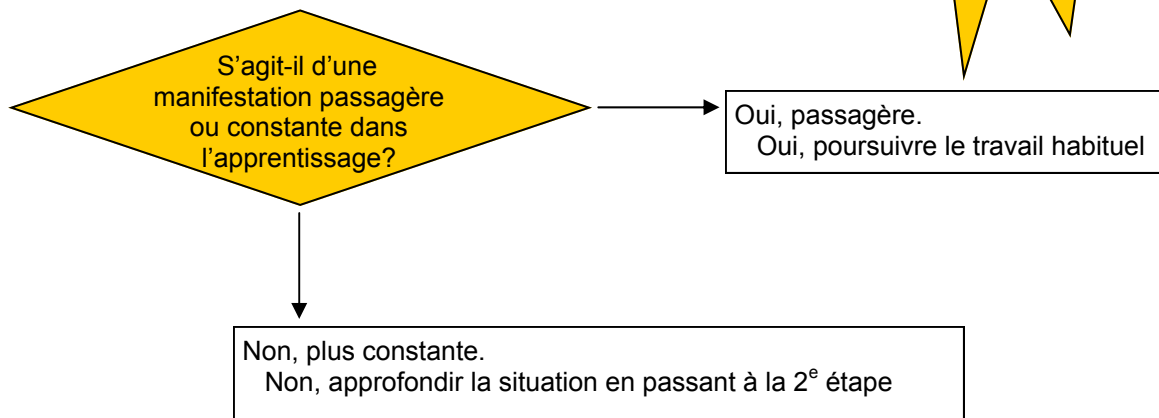 S’agit-il d’une
manifestation passagère
ou constante dans
l’apprentissage?
Oui, passagère.
Oui, poursuivre le travail habituel
Non, plus constante.
Non, approfondir la situation en passant à la 2e étape